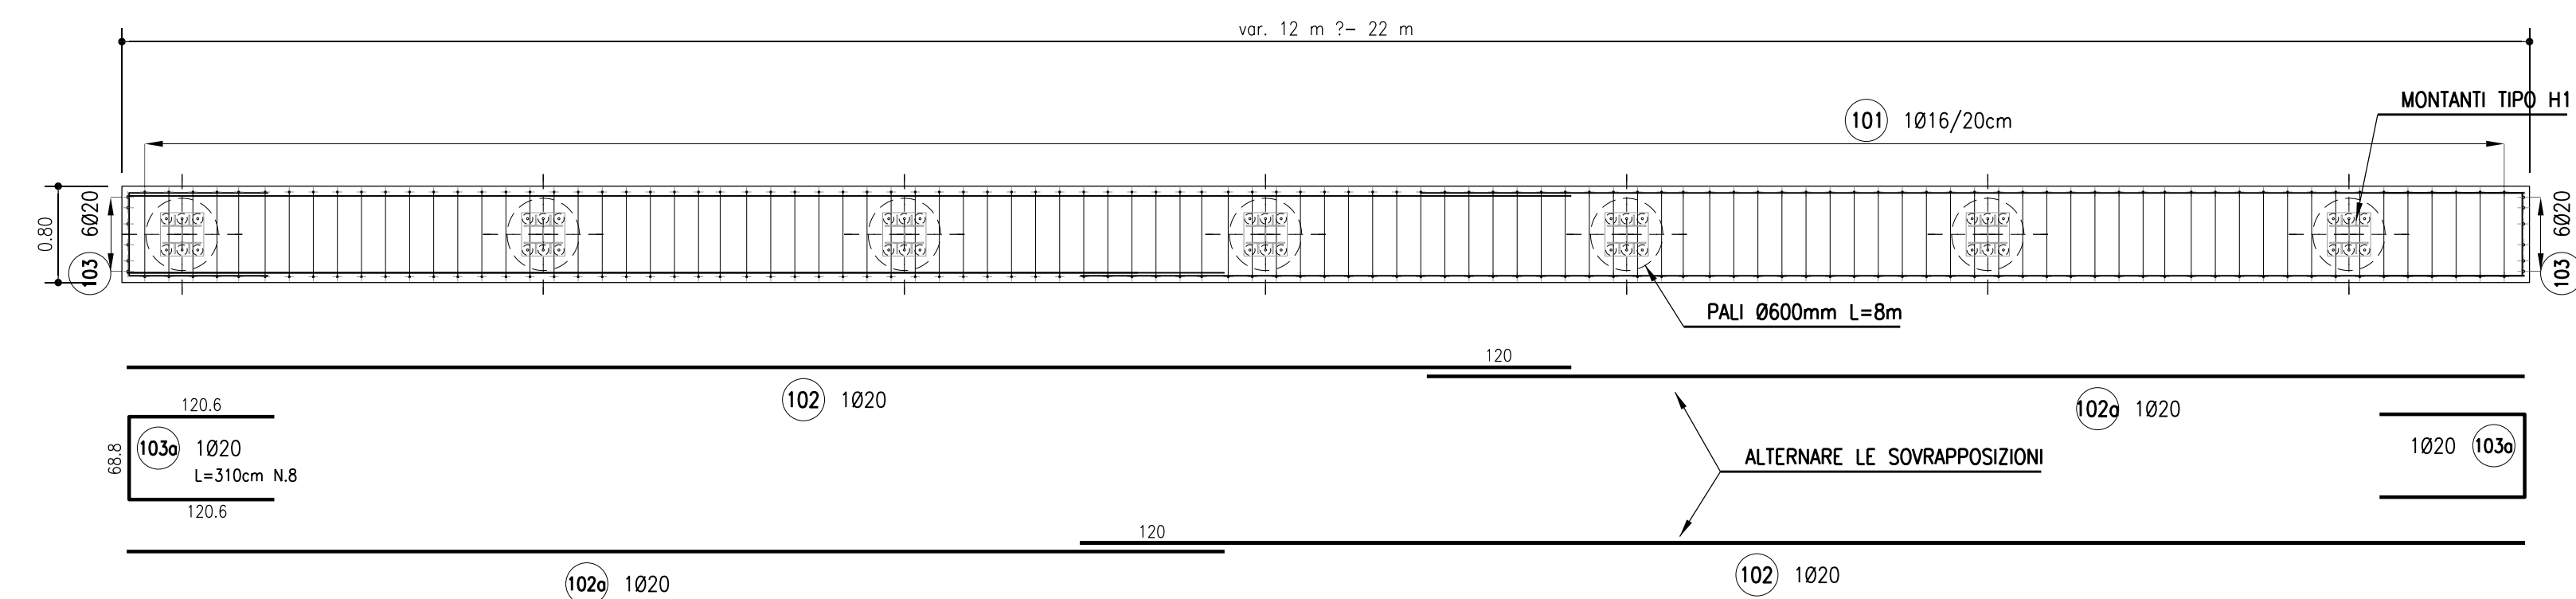 var. 12 m ?– 22 m
MONTANTI TIPO H1
101 1Ø16/20cm
0.80
103 6Ø20
103 6Ø20
PALI Ø600mm L=8m
120
102 1Ø20
102a 1Ø20
120.6
68.8
103a 1Ø20
L=310cm N.8
120.6
ALTERNARE LE SOVRAPPOSIZIONI
1Ø20 103a
120
102a 1Ø20
102 1Ø20